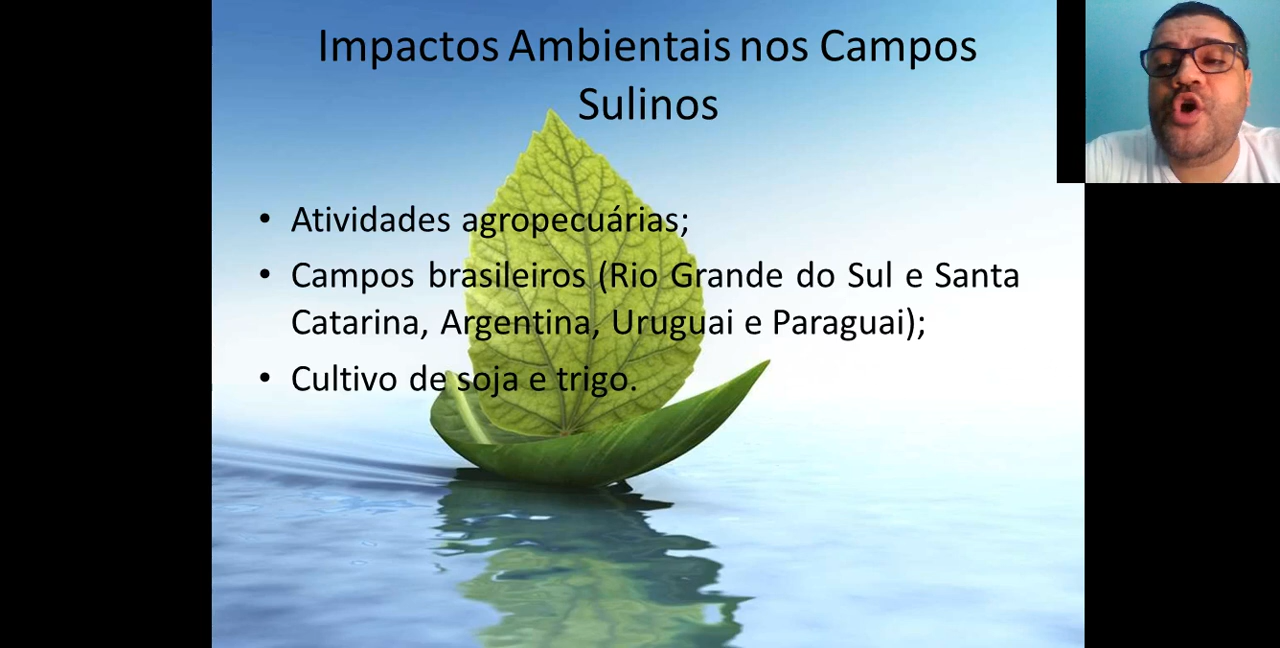 Impactos Ambientais nos Campos
Sulinos
• Atividades agropecuárias;
• Campos brasileiros (Rio Grande do Sul e Santa
Catarina, Argentina, Uruguai e Paraguai);
• Cultivo de soja e trigo.